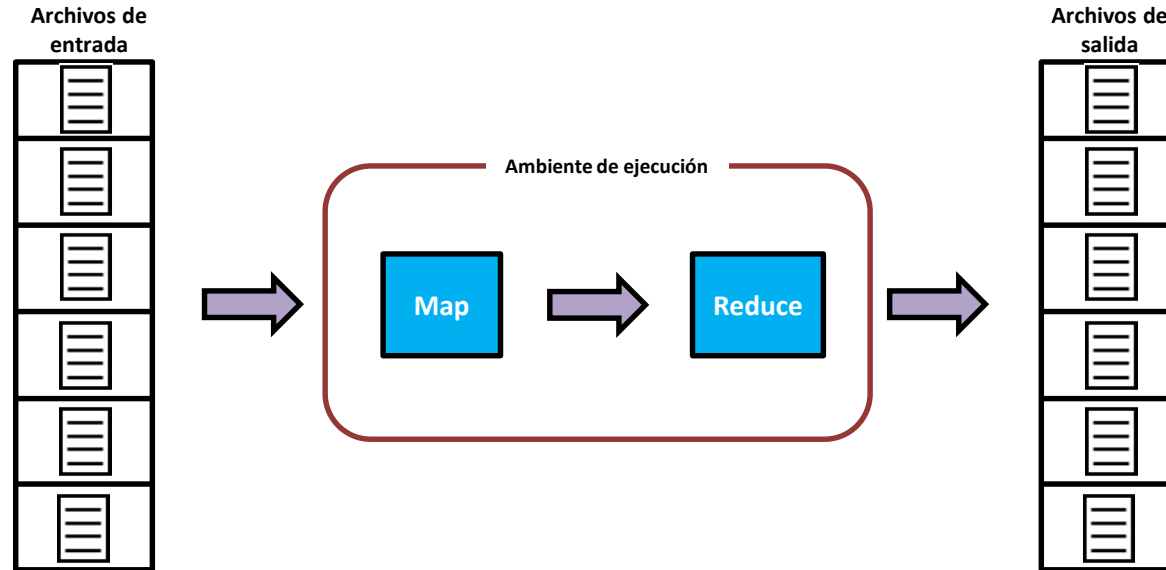 Archivos de
entrada
Ambiente de ejecución
Map
Reduce
Archivos de
salida